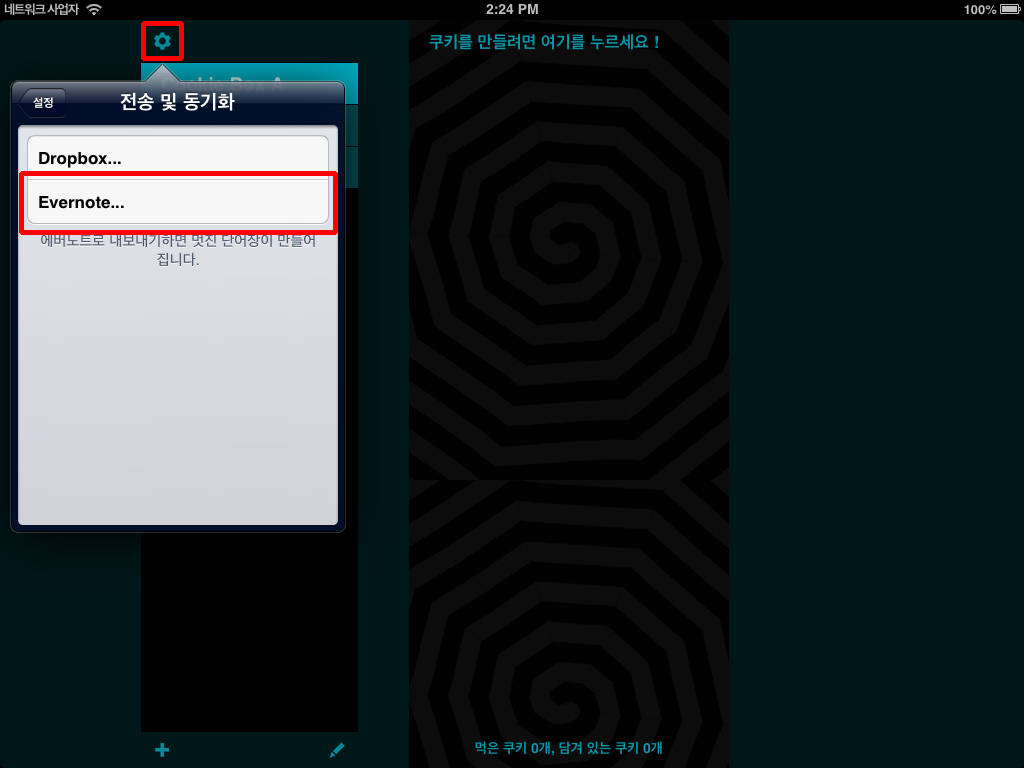 네트워크 사업자
2:24 PM
100%
쿠키를 만들려면 여기를 누르세요 !
설정
전송 및 동기화
Dropbox...
Evernote...
에버노트로 내보내기하면 멋진 단어장이 만들어
집니다.
먹은 쿠키 0개, 담겨 있는 쿠키 0개